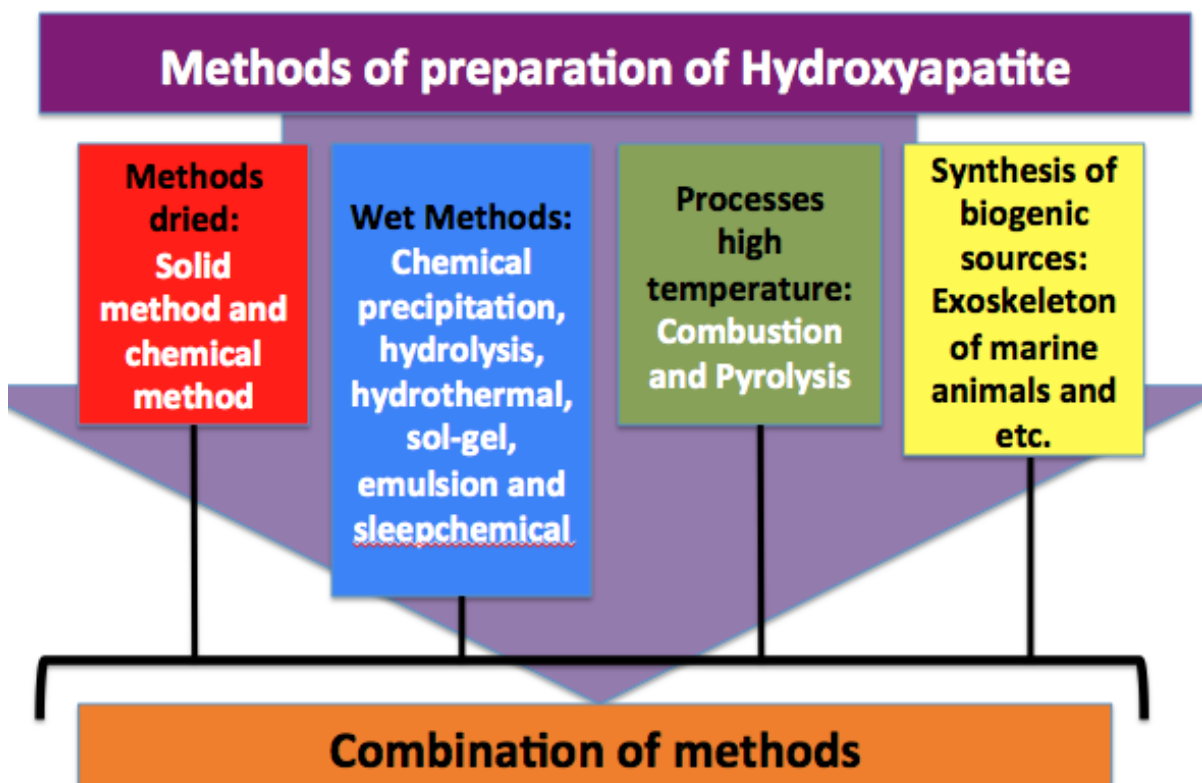 Methods of preparation of Hydroxyapatite
Methods
dried:
Solid
method and
chemical
method
Wet Methods:
Chemical
precipitation,
hydrolysis,
hydrothermal,
sol-gel,
emulsion and
sleepchemical
Processes
high
temperature:
Combustion
and Pyrolysis
Synthesis of
biogenic
sources:
Exoskeleton
of marine
animals and
etc.
Combination of methods